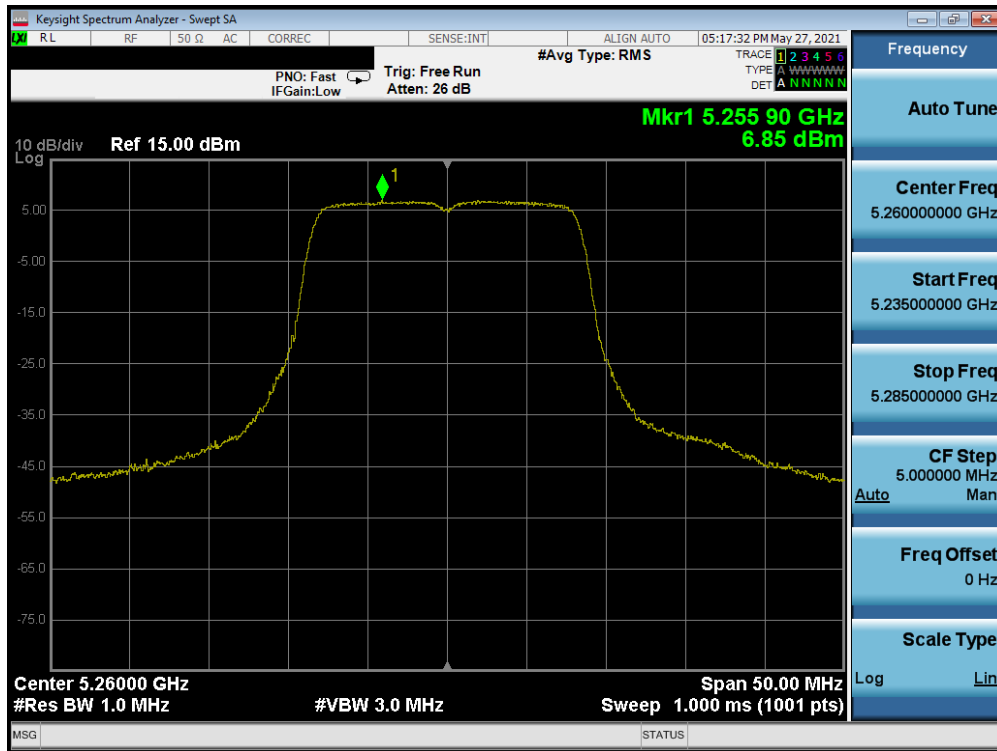 Keysight Spectrum Analyzer - Swept SA
LXI RL RF 50 Ω AC CORREC SENSE:INT ALIGN AUTO 05:17:32 PM May 27, 2021
PNO: Fast Trig: Free Run #Avg Type: RMS TRACE 1 2 3 4 5 6
IFGain:Low Atten: 26 dB TYPE A WWWWW
DET A N N N N N
Mkr1 5.255 90 GHz
6.85 dBm
10 dB/div Ref 15.00 dBm
Log
1
5.00
-5.00
-15.0
-25.0
-35.0
-45.0
-55.0
-65.0
-75.0
Center 5.26000 GHz Span 50.00 MHz
#Res BW 1.0 MHz #VBW 3.0 MHz Sweep 1.000 ms (1001 pts)
MSG STATUS
Frequency
Auto Tune
Center Freq
5.260000000 GHz
Start Freq
5.235000000 GHz
Stop Freq
5.285000000 GHz
CF Step
5.000000 MHz
Auto Man
Freq Offset
0 Hz
Scale Type
Log Lin